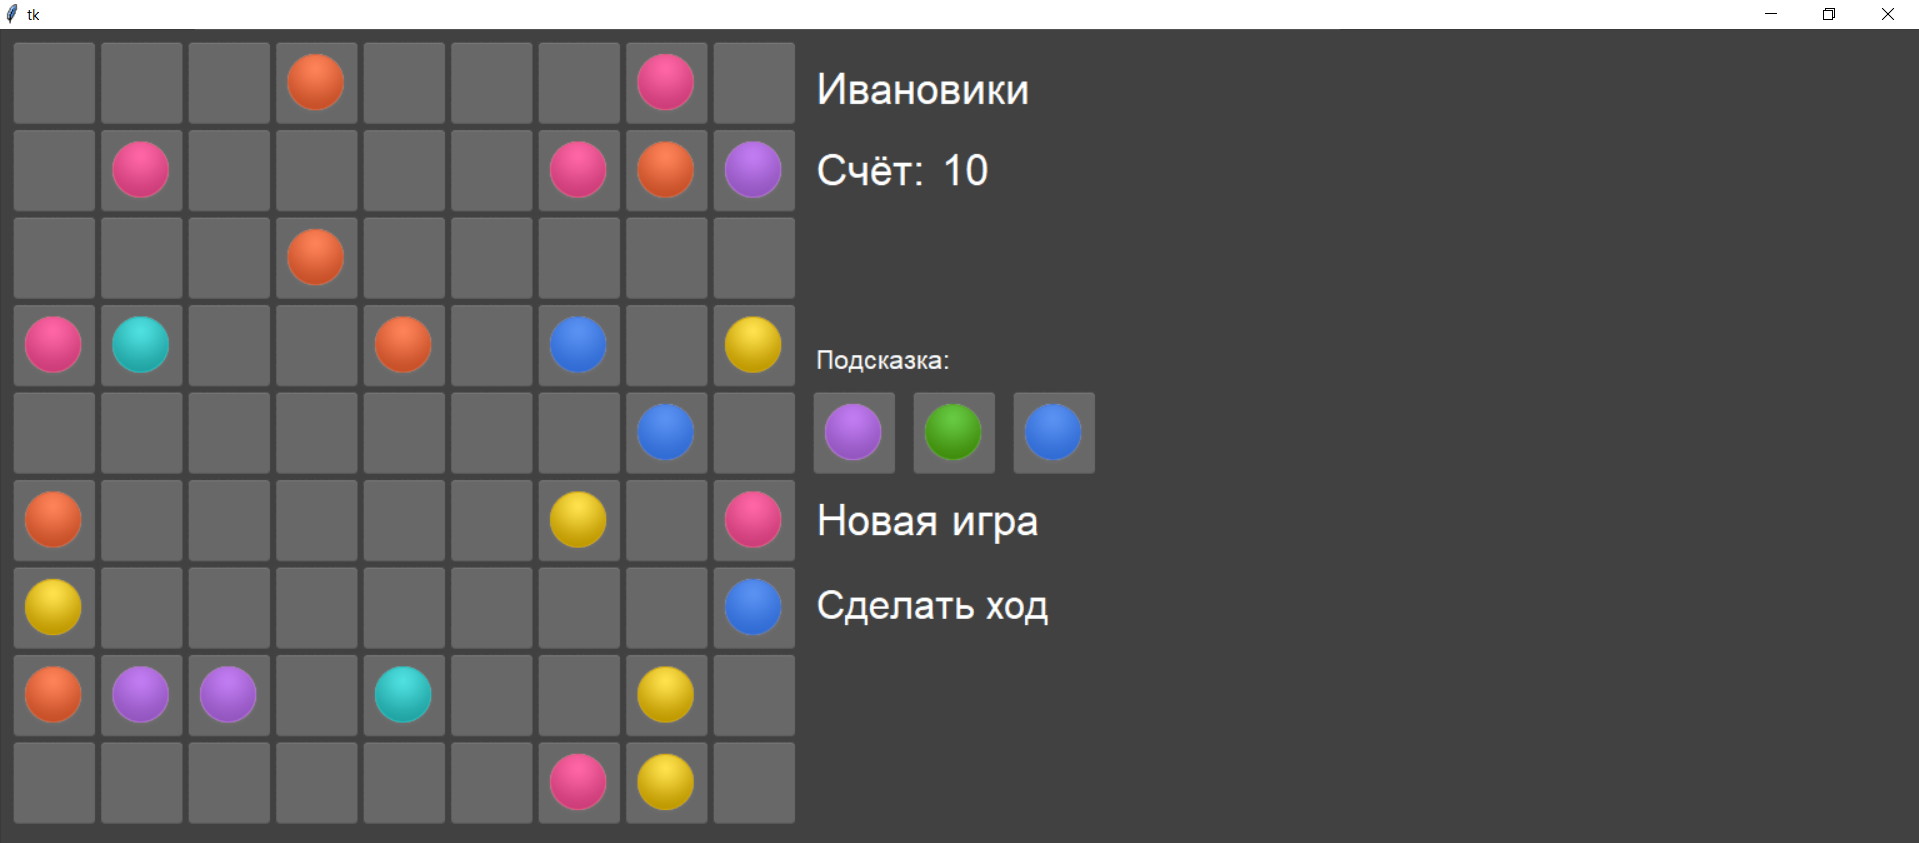 tk
Ивановики
Счёт: 10
Подсказка:
Новая игра
Сделать ход